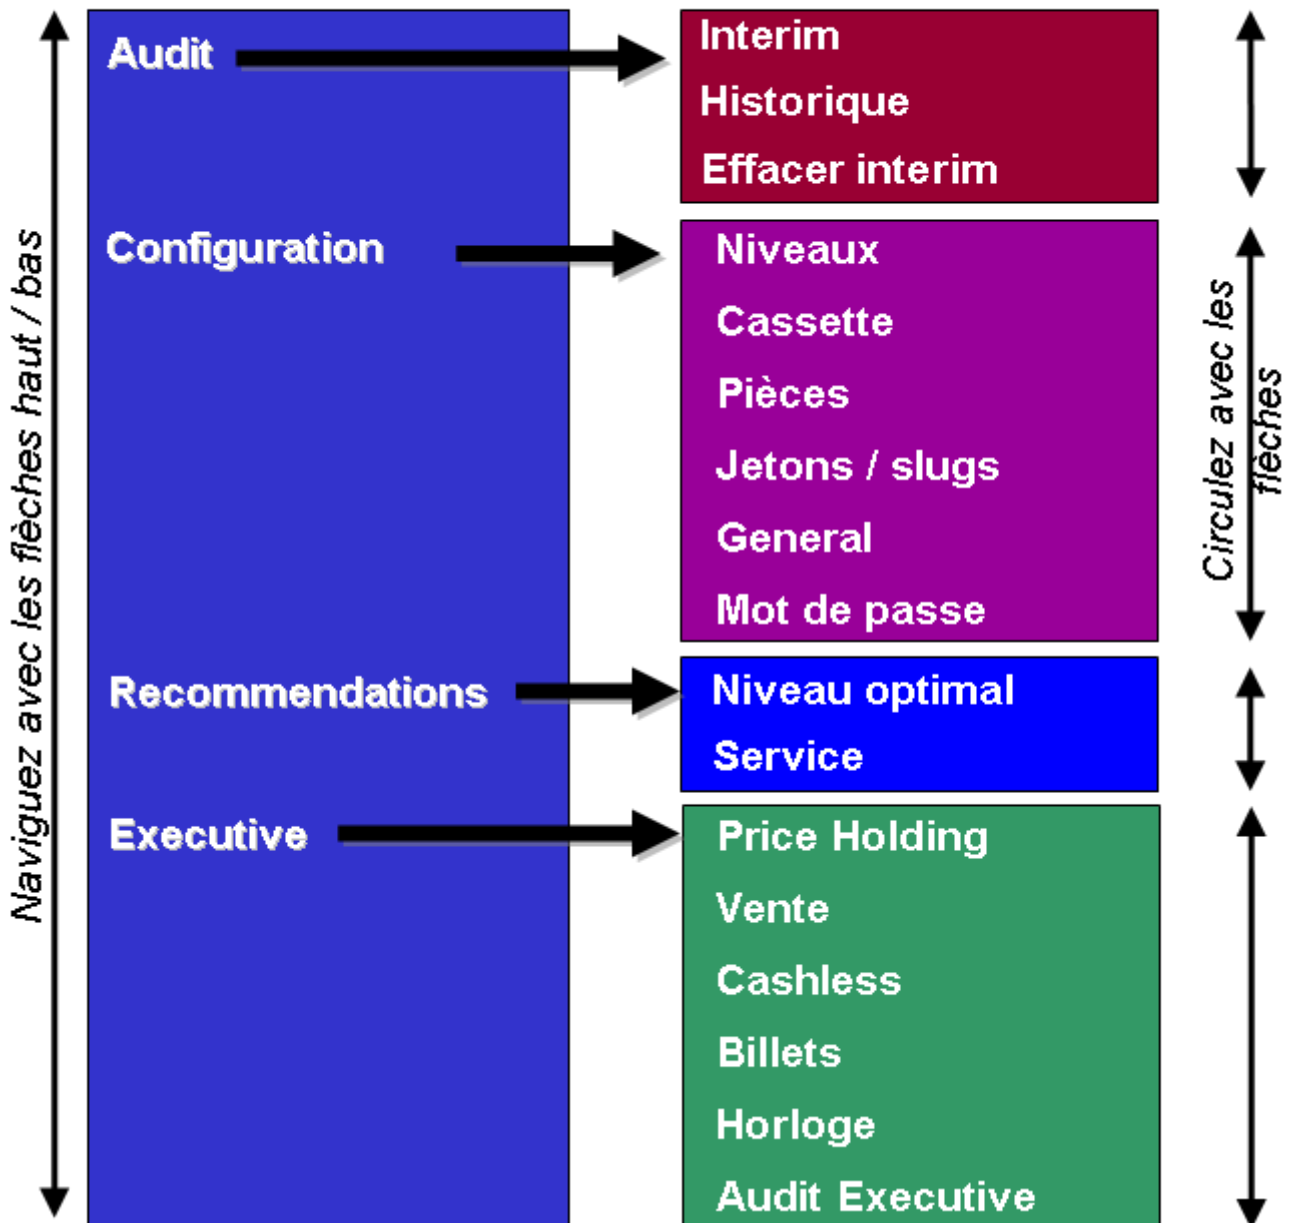 Naviguez avec les flèches haut / bas
Audit
Interim
Historique
Effacer interim
Configuration
Niveaux
Cassette
Pièces
Jetons / slugs
General
Mot de passe
Recommendations
Niveau optimal
Service
Executive
Price Holding
Vente
Cashless
Billets
Horloge
Audit Executive
Circulez avec les
flèches